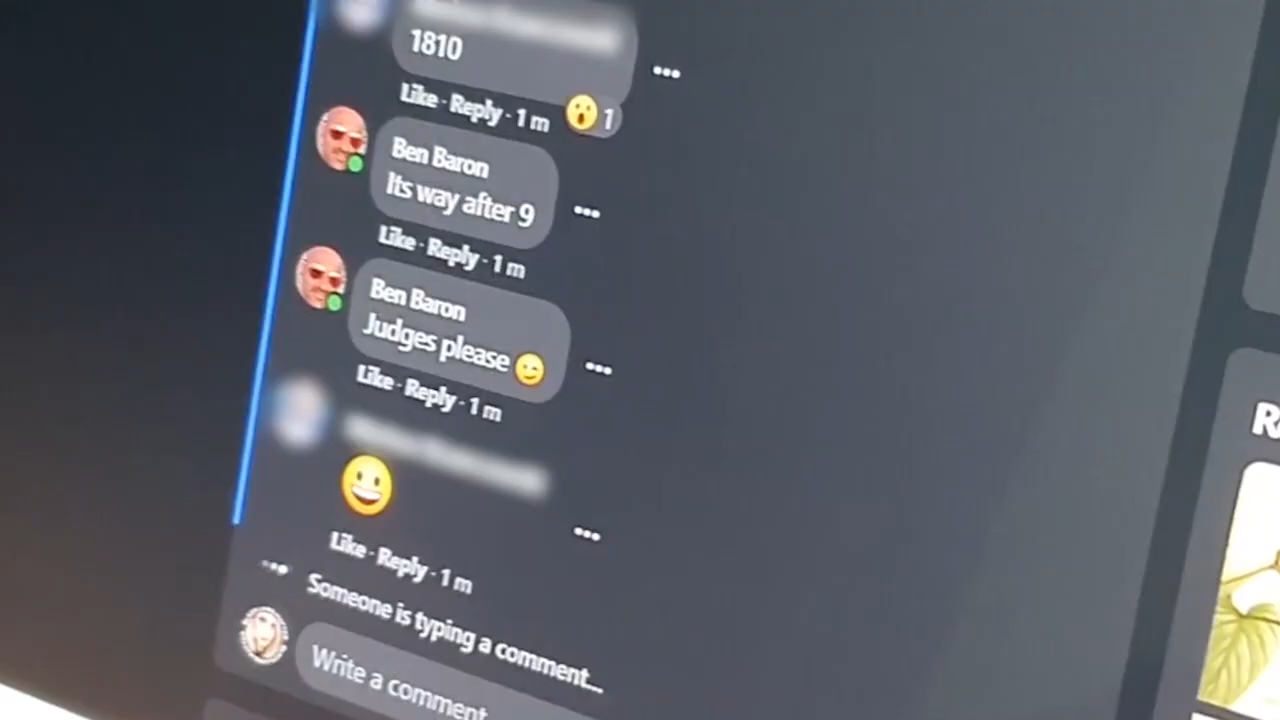 1810
Like · Reply · 1 m
1
Ben Baron
Its way after 9
Like · Reply · 1 m
Ben Baron
Judges please 😉
Like · Reply · 1 m
😀
Like · Reply · 1 m
Someone is typing a comment...
Write a comment